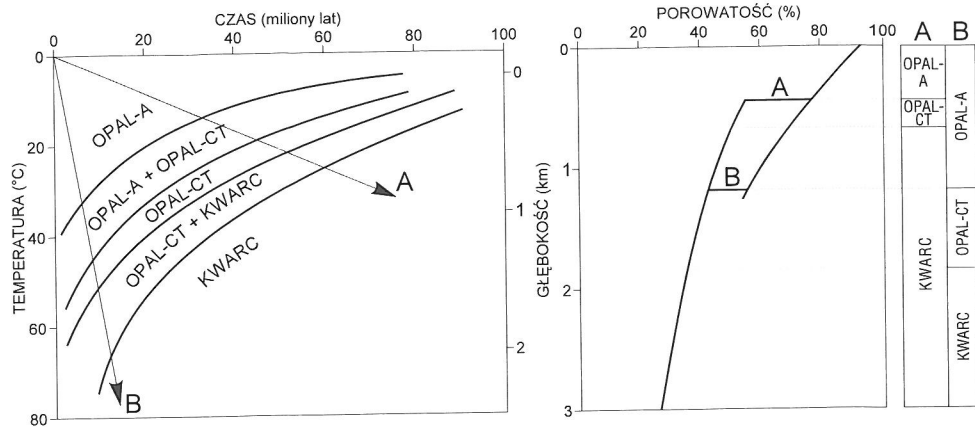 CZAS (miliony lat)
0 20 40 60 80 100
TEMPERATURA (°C)
0
20
40
60
80
0
1
2
OPAL-A
OPAL-A + OPAL-CT
OPAL-CT
OPAL-CT + KWARC
KWARC
A
B
POROWATOŚĆ (%)
0 20 40 60 80 100
GŁĘBOKOŚĆ (km)
0
1
2
3
A
B
A B
OPAL-
A
OPAL-
CT
KWARC
OPAL-A
OPAL-CT
KWARC